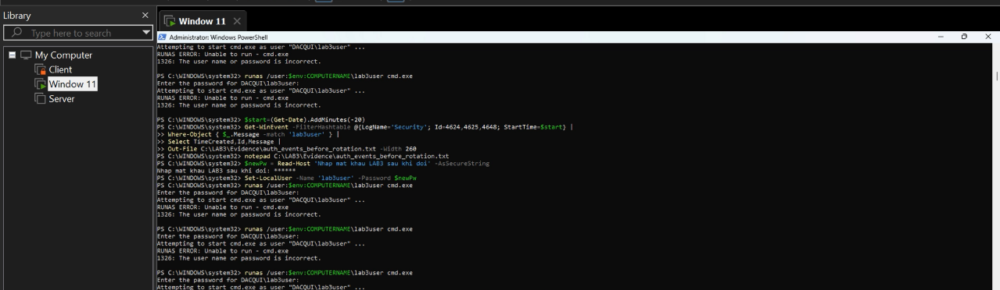 Library
Type here to search
My Computer
Client
Window 11
Server
Window 11
Administrator: Windows PowerShell
Attempting to start cmd.exe as user "DACQUI\lab3user" ...
RUNAS ERROR: Unable to run - cmd.exe
1326: The user name or password is incorrect.
PS C:\WINDOWS\system32> runas /user:$env:COMPUTERNAME\lab3user cmd.exe
Enter the password for DACQUI\lab3user:
Attempting to start cmd.exe as user "DACQUI\lab3user" ...
RUNAS ERROR: Unable to run - cmd.exe
1326: The user name or password is incorrect.
PS C:\WINDOWS\system32> $start=(Get-Date).AddMinutes(-20)
PS C:\WINDOWS\system32> Get-WinEvent -FilterHashtable @{LogName='Security'; Id=4624,4625,4648; StartTime=$start} |
>> Where-Object { $_.Message -match 'lab3user' } |
>> Select TimeCreated,Id,Message |
>> Out-File C:\LAB3\Evidence\auth_events_before_rotation.txt -Width 260
PS C:\WINDOWS\system32> notepad C:\LAB3\Evidence\auth_events_before_rotation.txt
PS C:\WINDOWS\system32> $newPw = Read-Host 'Nhap mat khau LAB3 sau khi doi' -AsSecureString
Nhap mat khau LAB3 sau khi doi: ******
PS C:\WINDOWS\system32> Set-LocalUser -Name 'lab3user' -Password $newPw
PS C:\WINDOWS\system32> runas /user:$env:COMPUTERNAME\lab3user cmd.exe
Enter the password for DACQUI\lab3user:
Attempting to start cmd.exe as user "DACQUI\lab3user" ...
RUNAS ERROR: Unable to run - cmd.exe
1326: The user name or password is incorrect.
PS C:\WINDOWS\system32> runas /user:$env:COMPUTERNAME\lab3user cmd.exe
Enter the password for DACQUI\lab3user:
Attempting to start cmd.exe as user "DACQUI\lab3user" ...
RUNAS ERROR: Unable to run - cmd.exe
1326: The user name or password is incorrect.
PS C:\WINDOWS\system32> runas /user:$env:COMPUTERNAME\lab3user cmd.exe
Enter the password for DACQUI\lab3user:
Attempting to start cmd.exe as user "DACQUI\lab3user" ...